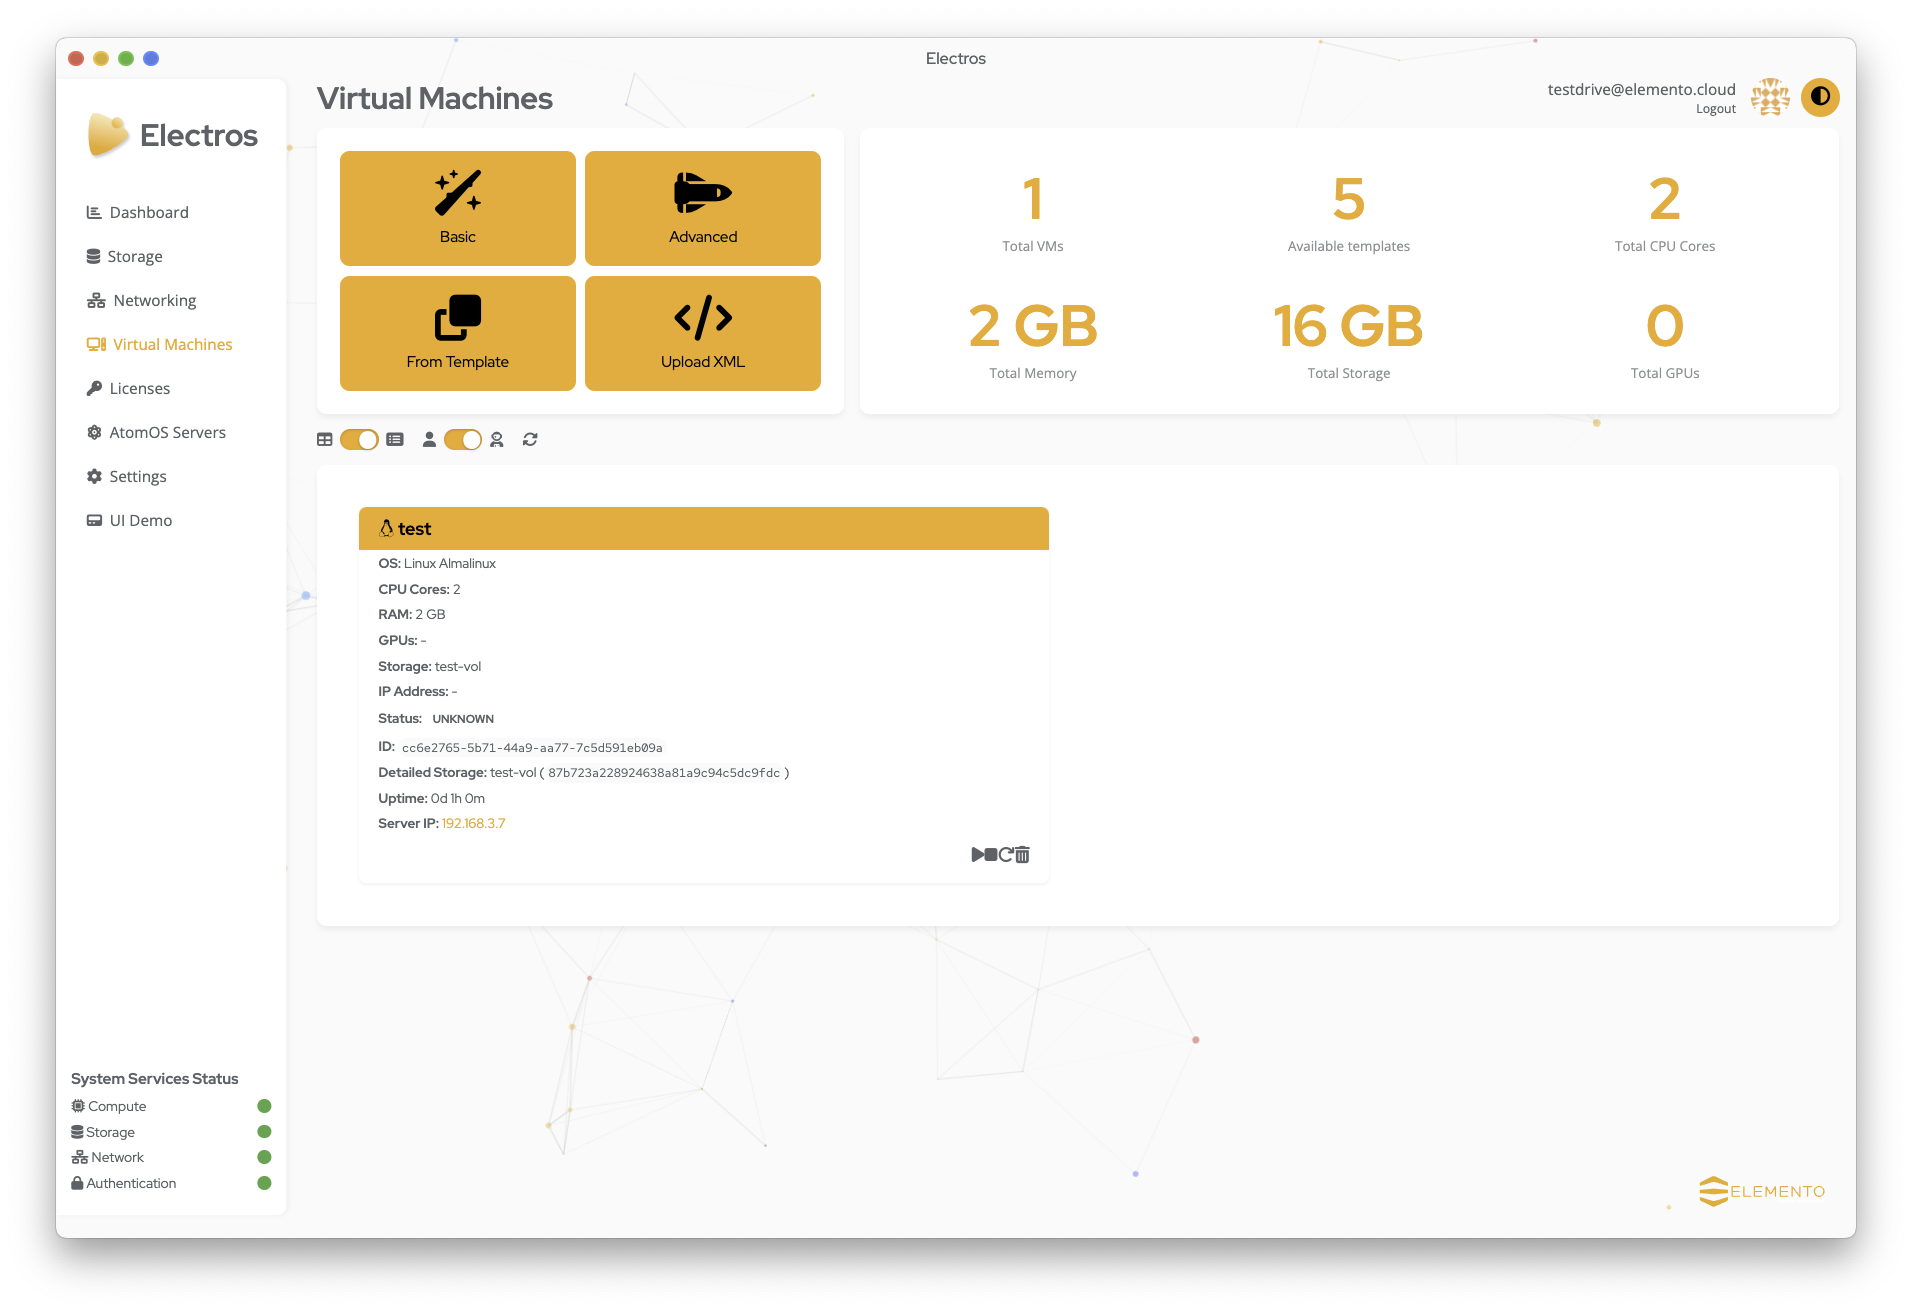 Electros
Electros
Dashboard
Storage
Networking
Virtual Machines
Licenses
AtomOS Servers
Settings
UI Demo
System Services Status
Compute
Storage
Network
Authentication
Virtual Machines
testdrive@elemento.cloud
Logout
Basic
Advanced
From Template
Upload XML
1
Total VMs
5
Available templates
2
Total CPU Cores
2 GB
Total Memory
16 GB
Total Storage
0
Total GPUs
test
OS: Linux Almalinux
CPU Cores: 2
RAM: 2 GB
GPUs: -
Storage: test-vol
IP Address: -
Status: UNKNOWN
ID: cc6e2765-5b71-44a9-aa77-7c5d591eb09a
Detailed Storage: test-vol ( 87b723a228924638a81a9c94c5dc9fdc )
Uptime: 0d 1h 0m
Server IP: 192.168.3.7
ELEMENTO